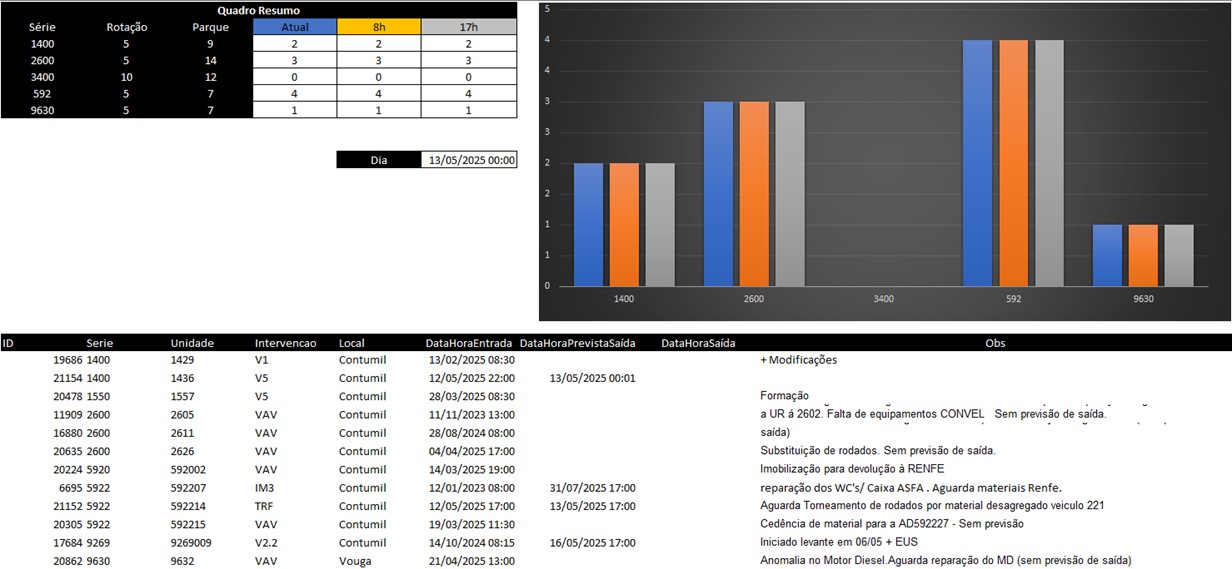 Quadro Resumo
Série Rotação Parque Atual 8h 17h
1400 5 9 2 2 2
2600 5 14 3 3 3
3400 10 12 0 0 0
592 5 7 4 4 4
9630 5 7 1 1 1
Dia 13/05/2025 00:00
5
4
4
3
3
2
2
1
1
0
1400 2600 3400 592 9630
ID Serie Unidade Intervencao Local DataHoraEntrada DataHoraPrevistaSaída DataHoraSaída Obs
19686 1400 1429 V1 Contumil 13/02/2025 08:30 + Modificações
21154 1400 1436 V5 Contumil 12/05/2025 22:00 13/05/2025 00:01
20478 1550 1557 V5 Contumil 28/03/2025 08:30 Formação
11909 2600 2605 VAV Contumil 11/11/2023 13:00 a UR á 2602. Falta de equipamentos CONVEL Sem previsão de saída.
16880 2600 2611 VAV Contumil 28/08/2024 08:00 saída)
20635 2600 2626 VAV Contumil 04/04/2025 17:00 Substituição de rodados. Sem previsão de saída.
20224 5920 592002 VAV Contumil 14/03/2025 19:00 Imobilização para devolução à RENFE
6695 5922 592207 IM3 Contumil 12/01/2023 08:00 31/07/2025 17:00 reparação dos WC's/ Caixa ASFA . Aguarda materiais Renfe.
21152 5922 592214 TRF Contumil 12/05/2025 17:00 13/05/2025 17:00 Aguarda Torneamento de rodados por material desagregado veiculo 221
20305 5922 592215 VAV Contumil 19/03/2025 11:30 Cedência de material para a AD592227 - Sem previsão
17684 9269 9269009 V2.2 Contumil 14/10/2024 08:15 16/05/2025 17:00 Iniciado levante em 06/05 + EUS
20862 9630 9632 VAV Vouga 21/04/2025 13:00 Anomalia no Motor Diesel.Aguarda reparação do MD (sem previsão de saída)